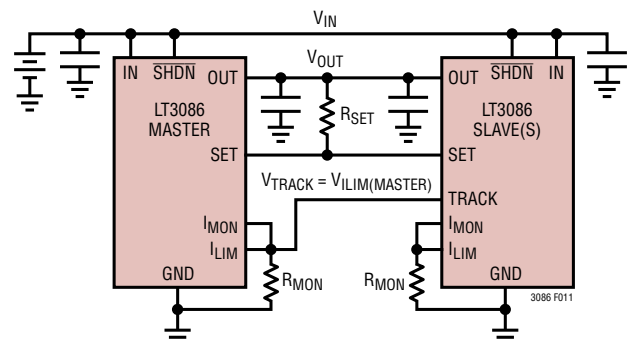 VIN
IN
SHDN
OUT
VOUT
OUT
SHDN
IN
LT3086
MASTER
RSET
LT3086
SLAVE(S)
SET
SET
VTRACK = VILIM(MASTER)
TRACK
IMON
IMON
ILIM
ILIM
GND
RMON
RMON
GND
3086 F011